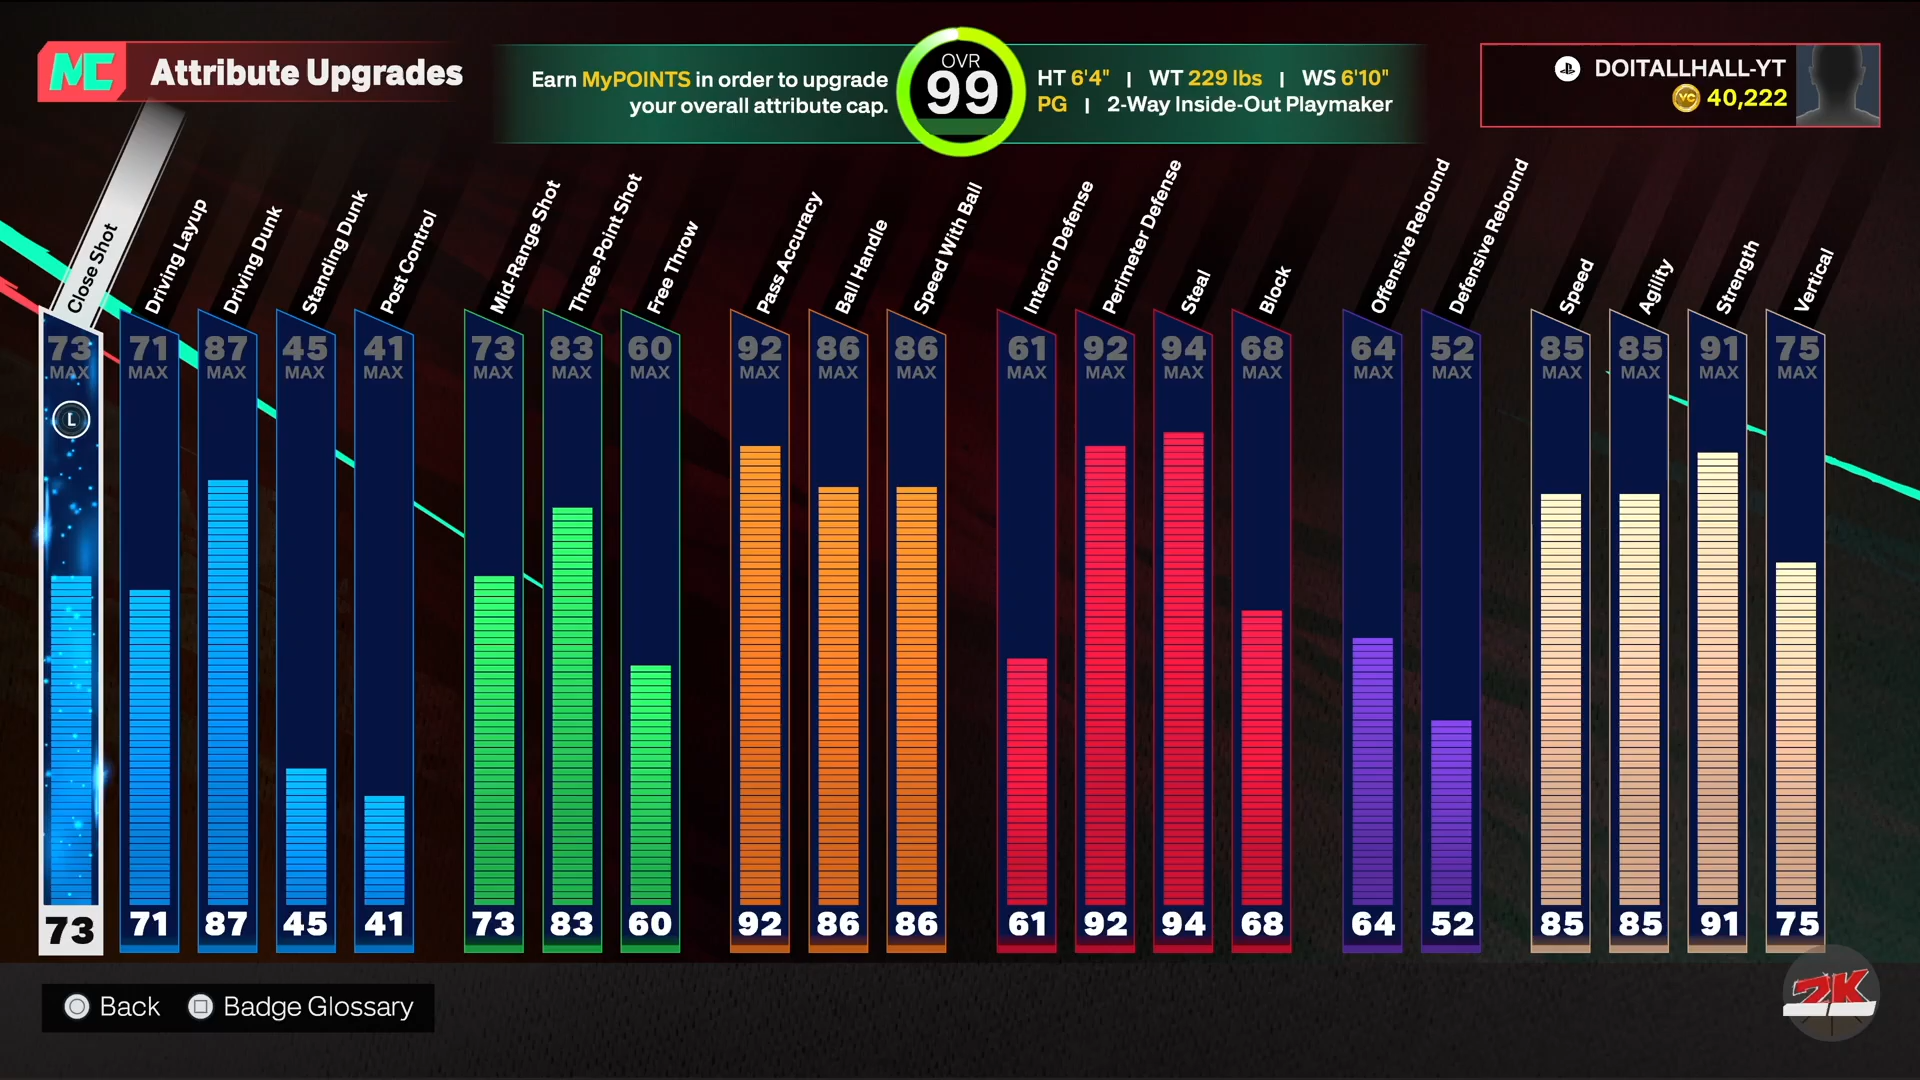 MC Attribute Upgrades
Earn MyPOINTS in order to upgrade
your overall attribute cap.
OVR
99
HT 6'4" | WT 229 lbs | WS 6'10"
PG | 2-Way Inside-Out Playmaker
DOITALLHALL-YT
VC 40,222
Close Shot
Driving Layup
Driving Dunk
Standing Dunk
Post Control
Mid-Range Shot
Three-Point Shot
Free Throw
Pass Accuracy
Ball Handle
Speed With Ball
Interior Defense
Perimeter Defense
Steal
Block
Offensive Rebound
Defensive Rebound
Speed
Agility
Strength
Vertical
73 71 87 45 41 73 83 60 92 86 86 61 92 94 68 64 52 85 85 91 75
MAX MAX MAX MAX MAX MAX MAX MAX MAX MAX MAX MAX MAX MAX MAX MAX MAX MAX MAX MAX MAX
L
73 71 87 45 41 73 83 60 92 86 86 61 92 94 68 64 52 85 85 91 75
Back Badge Glossary
2K